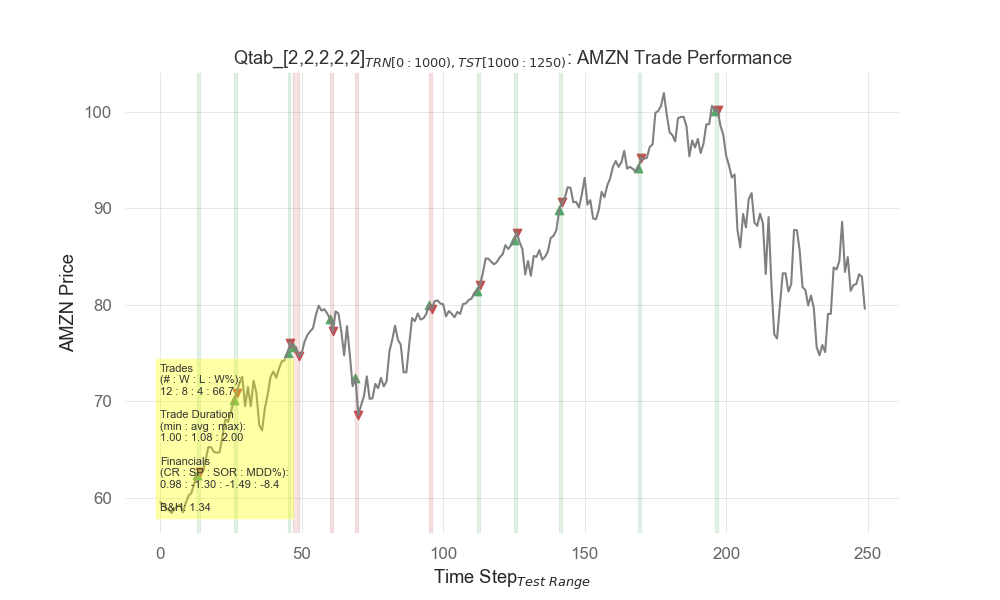 Qtab_[2,2,2,2,2]TRN[0 : 1000), TST[1000 : 1250): AMZN Trade Performance
AMZN Price
100
90
80
70
60
Trades
(# : W : L : W%):
12 : 8 : 4 : 66.7
Trade Duration
(min : avg : max):
1.00 : 1.08 : 2.00
Financials
(CR : SP : SOR : MDD%):
0.98 : -1.30 : -1.49 : -8.4
B&H: 1.34
0 50 100 150 200 250
Time StepTest Range